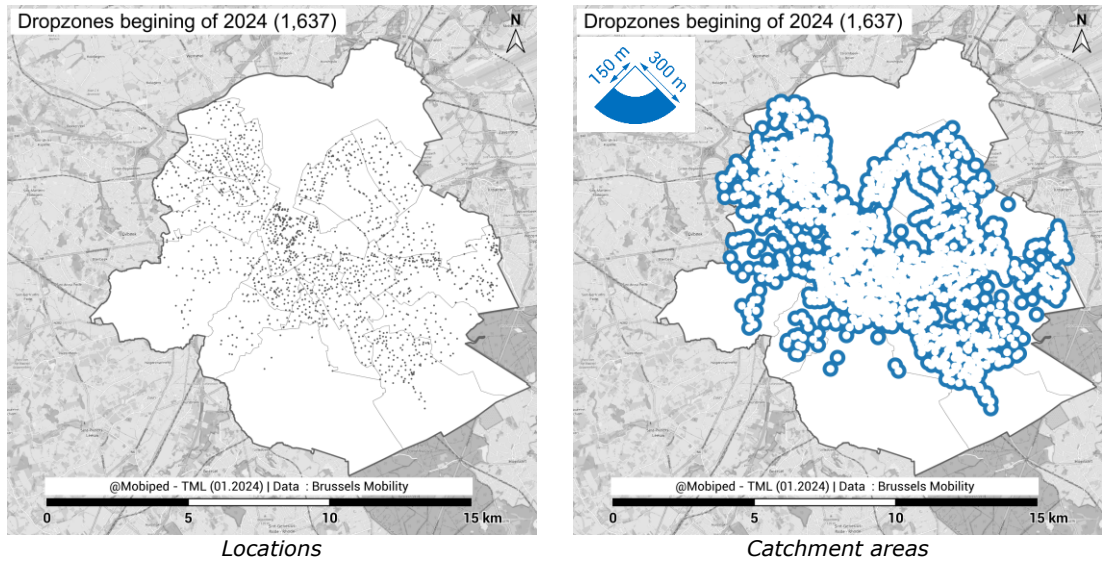 Dropzones begining of 2024 (1,637)
N
@Mobiped - TML (01.2024) | Data : Brussels Mobility
0 5 10 15 km
Locations
Dropzones begining of 2024 (1,637)
N
150 m
300 m
@Mobiped - TML (01.2024) | Data : Brussels Mobility
0 5 10 15 km
Catchment areas